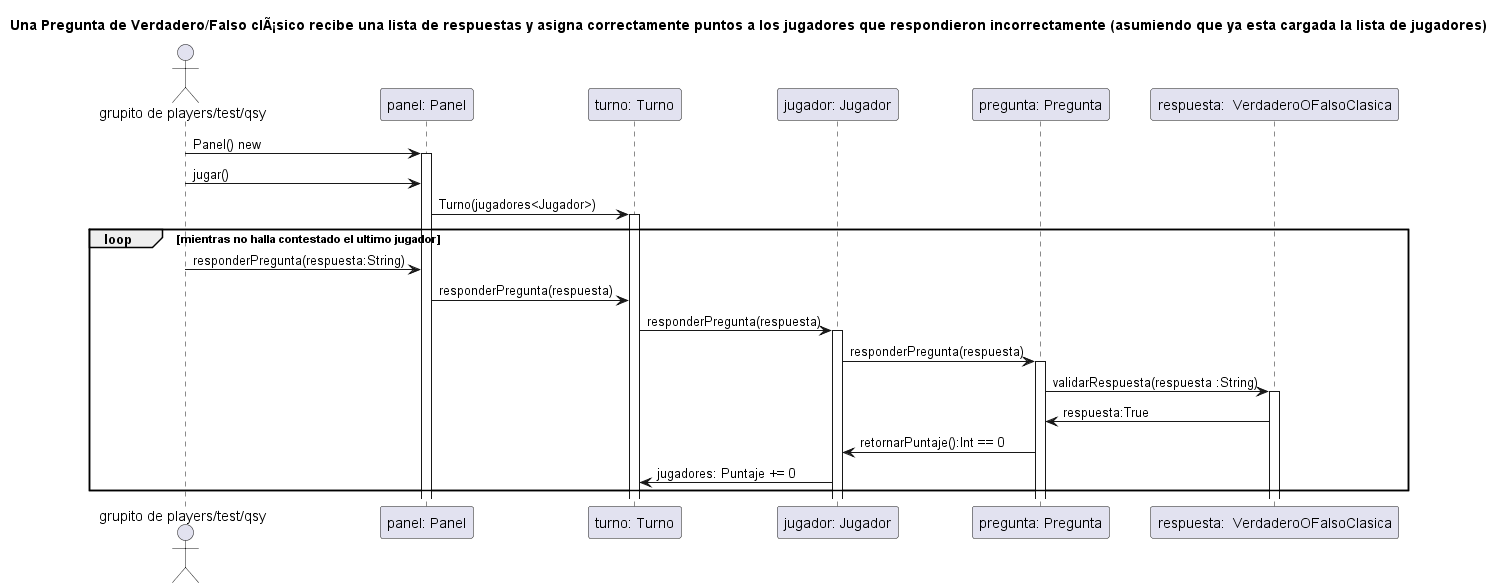 Una Pregunta de Verdadero/Falso clÃ¡sico recibe una lista de respuestas y asigna correctamente puntos a los jugadores que respondieron incorrectamente (asumiendo que ya esta cargada la lista de jugadores)
grupito de players/test/qsy
panel: Panel
turno: Turno
jugador: Jugador
pregunta: Pregunta
respuesta:  VerdaderoOFalsoClasica
Panel() new
jugar()
Turno(jugadores<Jugador>)
loop
[mientras no halla contestado el ultimo jugador]
responderPregunta(respuesta:String)
responderPregunta(respuesta)
responderPregunta(respuesta)
responderPregunta(respuesta)
validarRespuesta(respuesta :String)
respuesta:True
retornarPuntaje():Int == 0
jugadores: Puntaje += 0
grupito de players/test/qsy
panel: Panel
turno: Turno
jugador: Jugador
pregunta: Pregunta
respuesta:  VerdaderoOFalsoClasica